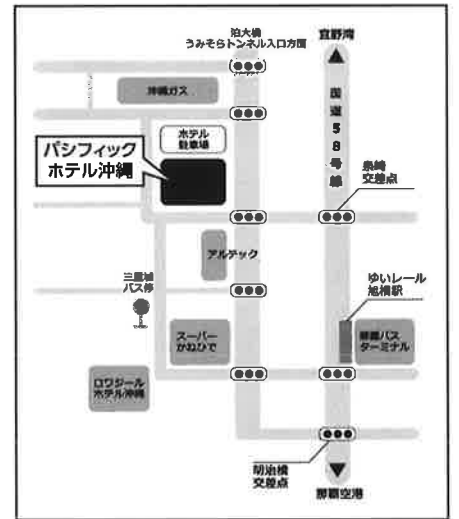 泊大橋
うみそらトンネル入口方面
宜野湾
沖縄ガス
国道58号線
ホテル
駐車場
パシフィック
ホテル沖縄
泉崎
交差点
アルテック
三重城
バス停
ゆいレール
旭橋駅
スーパー
かねひで
那覇バス
ターミナル
ロワジール
ホテル沖縄
明治橋
交差点
那覇空港